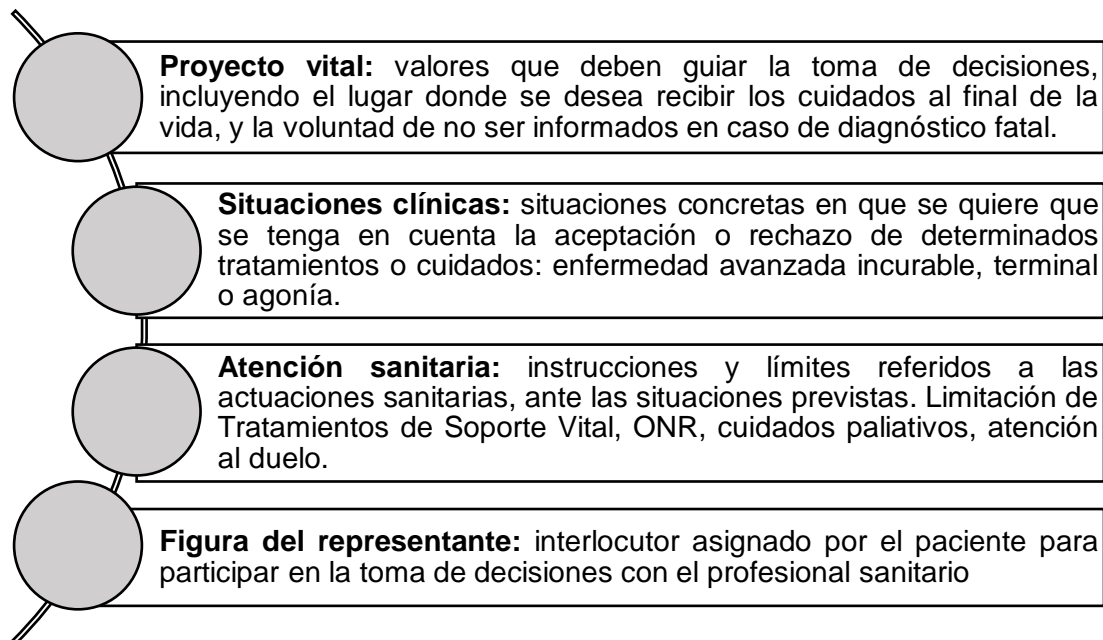 Proyecto vital: valores que deben guiar la toma de decisiones,
incluyendo el lugar donde se desea recibir los cuidados al final de la
vida, y la voluntad de no ser informados en caso de diagnóstico fatal.
Situaciones clínicas: situaciones concretas en que se quiere que
se tenga en cuenta la aceptación o rechazo de determinados
tratamientos o cuidados: enfermedad avanzada incurable, terminal
o agonía.
Atención sanitaria: instrucciones y límites referidos a las
actuaciones sanitarias, ante las situaciones previstas. Limitación de
Tratamientos de Soporte Vital, ONR, cuidados paliativos, atención
al duelo.
Figura del representante: interlocutor asignado por el paciente para
participar en la toma de decisiones con el profesional sanitario